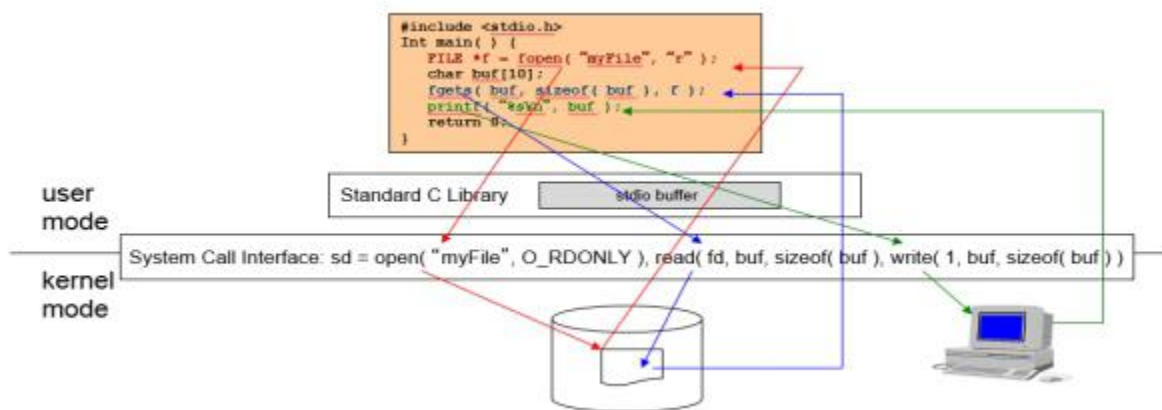 #include <stdio.h>
Int main( ) {
FILE *f = fopen( “myFile”, “r” );
char buf[10];
fgets( buf, sizeof( buf ), f );
printf( “%s\n”, buf );
return 0;
}
Standard C Library
stdio buffer
user
mode
System Call Interface: sd = open( “myFile”, O_RDONLY ), read( fd, buf, sizeof( buf ), write( 1, buf, sizeof( buf ) )
kernel
mode